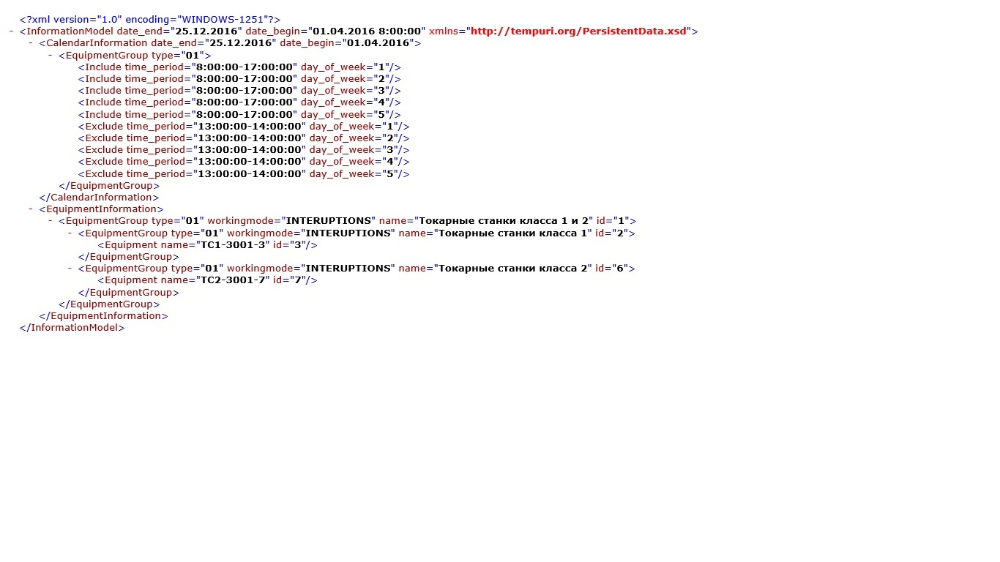 <?xml version="1.0" encoding="WINDOWS-1251"?>
- <InformationModel date_end="25.12.2016" date_begin="01.04.2016 8:00:00" xmlns="http://tempuri.org/PersistentData.xsd">
- <CalendarInformation date_end="25.12.2016" date_begin="01.04.2016">
- <EquipmentGroup type="01">
<Include time_period="8:00:00-17:00:00" day_of_week="1"/>
<Include time_period="8:00:00-17:00:00" day_of_week="2"/>
<Include time_period="8:00:00-17:00:00" day_of_week="3"/>
<Include time_period="8:00:00-17:00:00" day_of_week="4"/>
<Include time_period="8:00:00-17:00:00" day_of_week="5"/>
<Exclude time_period="13:00:00-14:00:00" day_of_week="1"/>
<Exclude time_period="13:00:00-14:00:00" day_of_week="2"/>
<Exclude time_period="13:00:00-14:00:00" day_of_week="3"/>
<Exclude time_period="13:00:00-14:00:00" day_of_week="4"/>
<Exclude time_period="13:00:00-14:00:00" day_of_week="5"/>
</EquipmentGroup>
</CalendarInformation>
- <EquipmentInformation>
- <EquipmentGroup type="01" workingmode="INTERUPTIONS" name="Токарные станки класса 1 и 2" id="1">
- <EquipmentGroup type="01" workingmode="INTERUPTIONS" name="Токарные станки класса 1" id="2">
<Equipment name="ТС1-3001-3" id="3"/>
</EquipmentGroup>
- <EquipmentGroup type="01" workingmode="INTERUPTIONS" name="Токарные станки класса 2" id="6">
<Equipment name="ТС2-3001-7" id="7"/>
</EquipmentGroup>
</EquipmentGroup>
</EquipmentInformation>
</InformationModel>